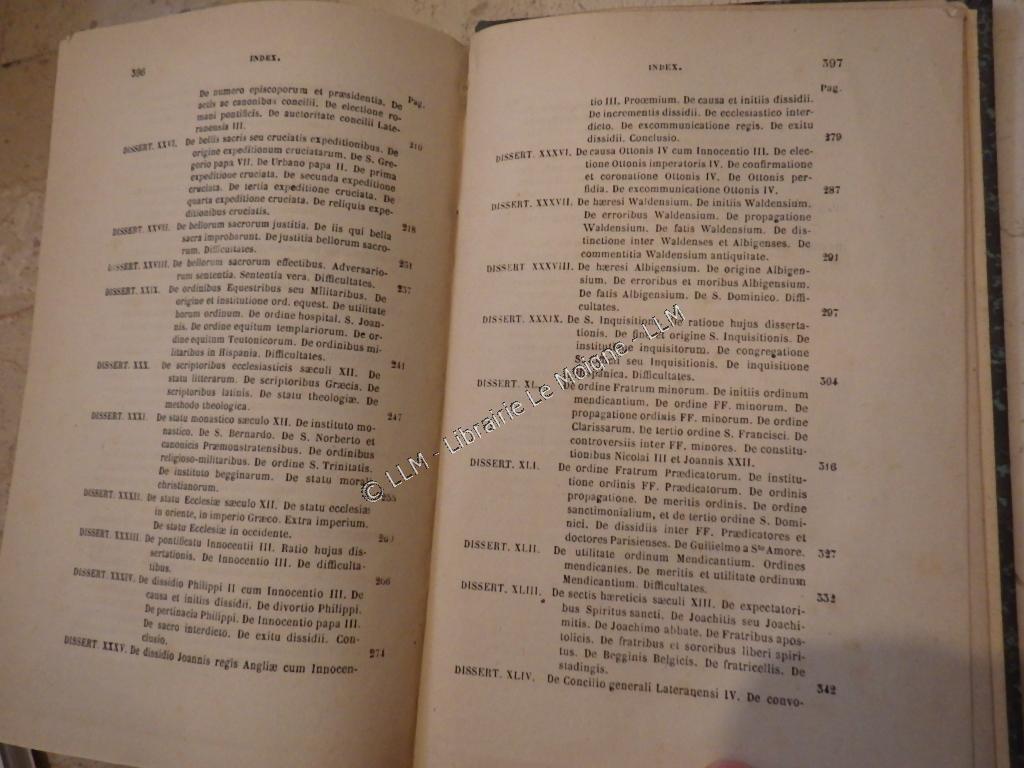 396
INDEX.
Pag.
De numero episcoporum et præsidentia. De
actis ac canonibus concilii. De electione ro-
mani pontificis. De auctoritate concilii Late-
ranensis III.
210
DISSERT. XXVI. De bellis sacris seu cruciatis expeditionibus. De
origine expeditionum cruciatarum. De S. Gre-
gorio papa VII. De Urbano papa II. De prima
expeditione cruciata. De secunda expeditione
cruciata. De tertia expeditione cruciata. De
quarta expeditione cruciata. De reliquis expe-
ditionibus cruciatis.
218
DISSERT. XXVII. De bellorum sacrorum justitia. De iis qui bella
sacra improbarunt. De justitia bellorum sacro-
rum. Difficultates.
231
DISSERT. XXVIII. De bellorum sacrorum effectibus. Adversario-
rum sententia. Sententia vera. Difficultates.
237
DISSERT. XXIX. De ordinibus Equestribus seu Militaribus. De
origine et institutione ord. equest. De utilitate
horum ordinum. De ordine hospital. S. Joan-
nis. De ordine equitum templariorum. De or-
dine equitum Teutonicorum. De ordinibus mi-
litaribus in Hispania. Difficultates.
241
DISSERT. XXX. De scriptoribus ecclesiasticis sæculi XII. De
statu litterarum. De scriptoribus Græcis. De
scriptoribus latinis. De statu theologiæ. De
methodo theologica.
247
DISSERT. XXXI. De statu monastico sæculo XII. De instituto mo-
nastico. De S. Bernardo. De S. Norberto et
canonicis Præmonstratensibus. De ordinibus
religioso-militaribus. De ordine S. Trinitatis.
De instituto begginarum. De statu morali
christianorum.
255
DISSERT. XXXII. De statu Ecclesiæ sæculo XII. De statu ecclesiæ
in oriente, in imperio Græco. Extra imperium.
De statu Ecclesiæ in occidente.
DISSERT. XXXIII. De pontificatu Innocentii III. Ratio hujus dis-
sertationis. De Innocentio III. De difficulta-
tibus.
266
DISSERT. XXXIV. De dissidio Philippi II cum Innocentio III. De
causa et initiis dissidii. De divortio Philippi.
De pertinacia Philippi. De Innocentio papa III.
De sacro interdicto. De exitu dissidii. Con-
clusio.
274
DISSERT. XXXV. De dissidio Joannis regis Angliæ cum Innocen-
INDEX.
397
Pag.
tio III. Proœmium. De causa et initiis dissidii.
De incrementis dissidii. De ecclesiastico inter-
dicto. De excommunicatione regis. De exitu
dissidii. Conclusio.
279
DISSERT. XXXVI. De causa Ottonis IV cum Innocentio III. De elec-
tione Ottonis imperatoris IV. De confirmatione
et coronatione Ottonis IV. De Ottonis per-
fidia. De excommunicatione Ottonis IV.
287
DISSERT. XXXVII. De hæresi Waldensium. De initiis Waldensium.
De erroribus Waldensium. De propagatione
Waldensium. De fatis Waldensium. De dis-
tinctione inter Waldenses et Albigenses. De
commentitia Waldensium antiquitate.
291
DISSERT XXXVIII. De hæresi Albigensium. De origine Albigen-
sium. De erroribus et moribus Albigensium.
De fatis Albigensium. De S. Dominico. Diffi-
cultates.
297
DISSERT. XXXIX. De S. Inquisitione. De ratione hujus disserta-
tionis. De fine et origine S. Inquisitionis. De
institutione inquisitorum. De congregatione
seu Inquisitionis. De inquisitione
Hispanica. Difficultates.
304
DISSERT. XL. De ordine Fratrum minorum. De initiis ordinum
mendicantium. De ordine FF. minorum. De
propagatione ordinis FF. minorum. De ordine
Clarissarum. De tertio ordine S. Francisci. De
controversiis inter FF. minores. De constitu-
tionibus Nicolai III et Joannis XXII.
316
DISSERT. XLI. De ordine Fratrum Prædicatorum. De institu-
tione ordinis FF. Prædicatorum. De ordinis
propagatione. De meritis ordinis. De ordine
sanctimonialium, et de tertio ordine S. Domi-
nici. De dissidiis inter FF. Prædicatores et
doctores Parisienses. De Guilielmo a Sto Amore.
327
DISSERT. XLII. De utilitate ordinum Mendicantium. Ordines
mendicantes. De meritis et utilitate ordinum
Mendicantium. Difficultates.
332
DISSERT. XLIII. De sectis hæreticis sæculi XIII. De expectatori-
bus Spiritus sancti. De Joachitis seu Joachi-
mitis. De Joachimo abbate. De Fratribus apos-
tolicis. De fratribus et sororibus liberi spiri-
tus. De Begginis Belgicis. De fratricellis. De
stadingis.
342
DISSERT. XLIV. De Concilio generali Lateranensi IV. De convo-
© LLM - Librairie Le Moigne - LLM